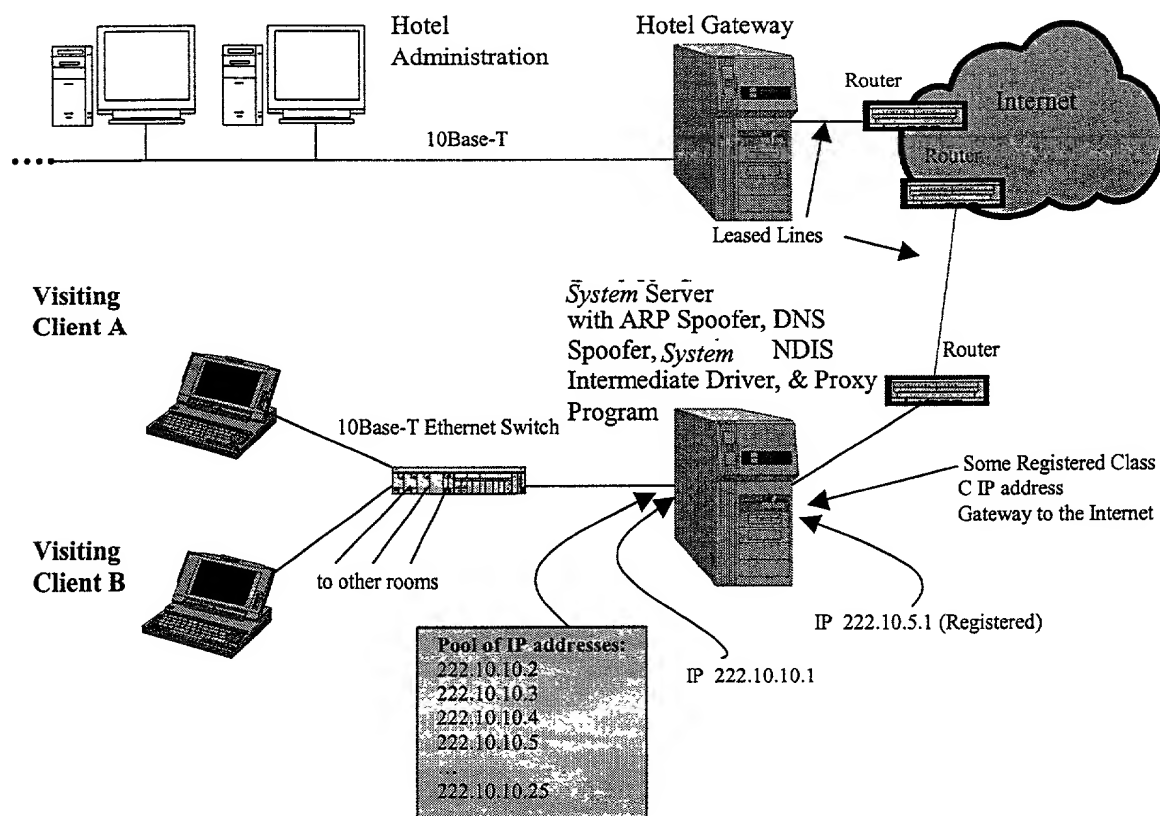 Hotel
Administration
Hotel Gateway
Router
Internet
10Base-T
Router
Leased Lines
Visiting
Client A
System Server
with ARP Spoofer, DNS
Spoofer, System NDIS
Intermediate Driver, & Proxy
Program
Router
10Base-T Ethernet Switch
Some Registered Class
C IP address
Gateway to the Internet
Visiting
Client B
to other rooms
IP 222.10.5.1 (Registered)
Pool of IP addresses:
222.10.10.2
222.10.10.3
222.10.10.4
222.10.10.5
...
222.10.10.25
IP 222.10.10.1